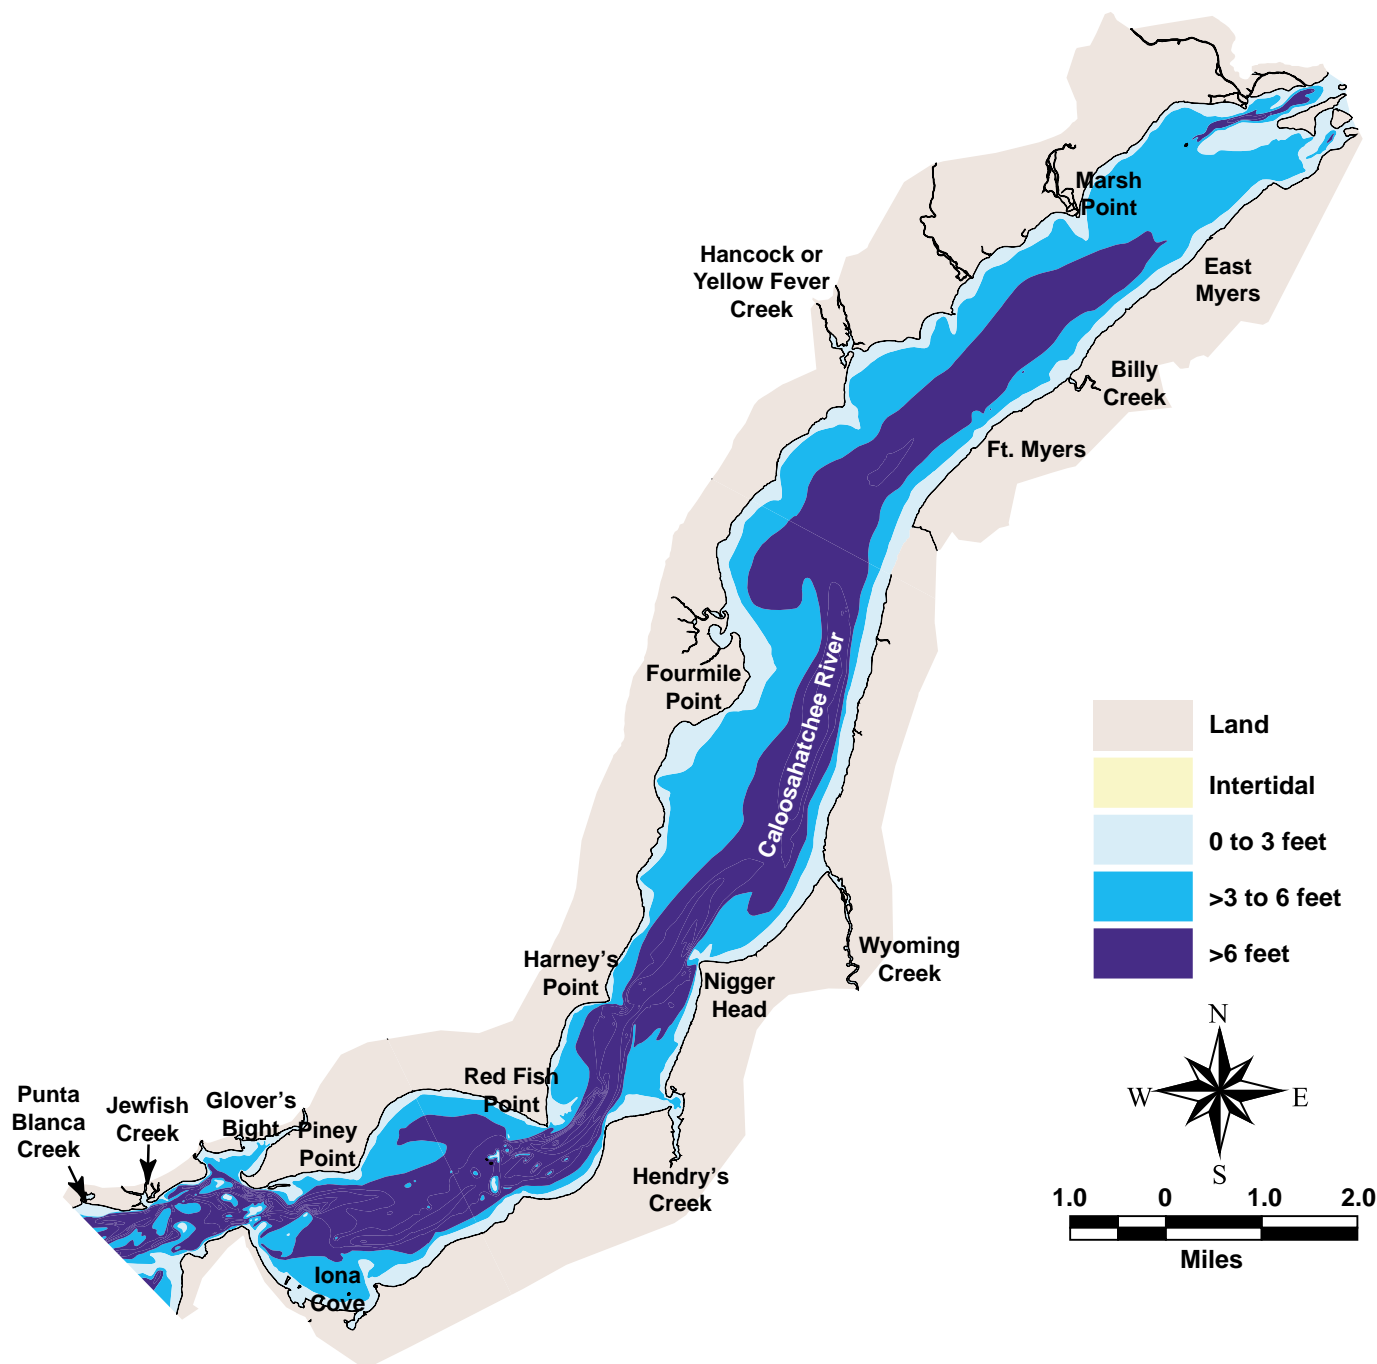 Marsh
Point
Hancock or
Yellow Fever
Creek
East
Myers
Billy
Creek
Ft. Myers
Fourmile
Point
Caloosahatchee River
Land
Intertidal
0 to 3 feet
>3 to 6 feet
>6 feet
Harney's
Point
Wyoming
Creek
Nigger
Head
N
W
E
S
Red Fish
Point
Punta
Blanca
Creek
Jewfish
Creek
Glover's
Bight
Piney
Point
Hendry's
Creek
Iona
Cove
1.0 0 1.0 2.0
Miles